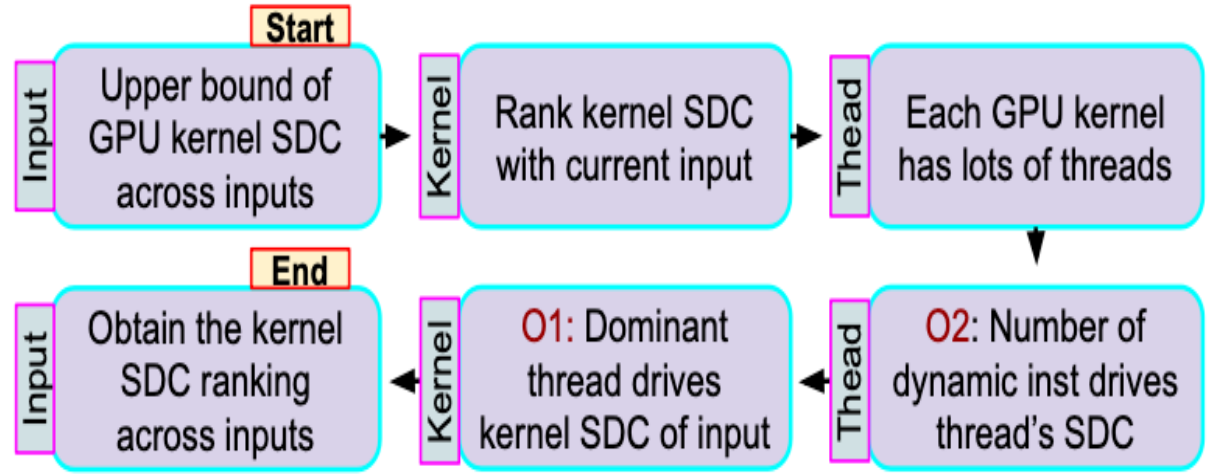 Start
Input
Upper bound of
GPU kernel SDC
across inputs
Kernel
Rank kernel SDC
with current input
Thead
Each GPU kernel
has lots of threads
Thead
O2: Number of
dynamic inst drives
thread's SDC
Kernel
O1: Dominant
thread drives
kernel SDC of input
End
Input
Obtain the kernel
SDC ranking
across inputs